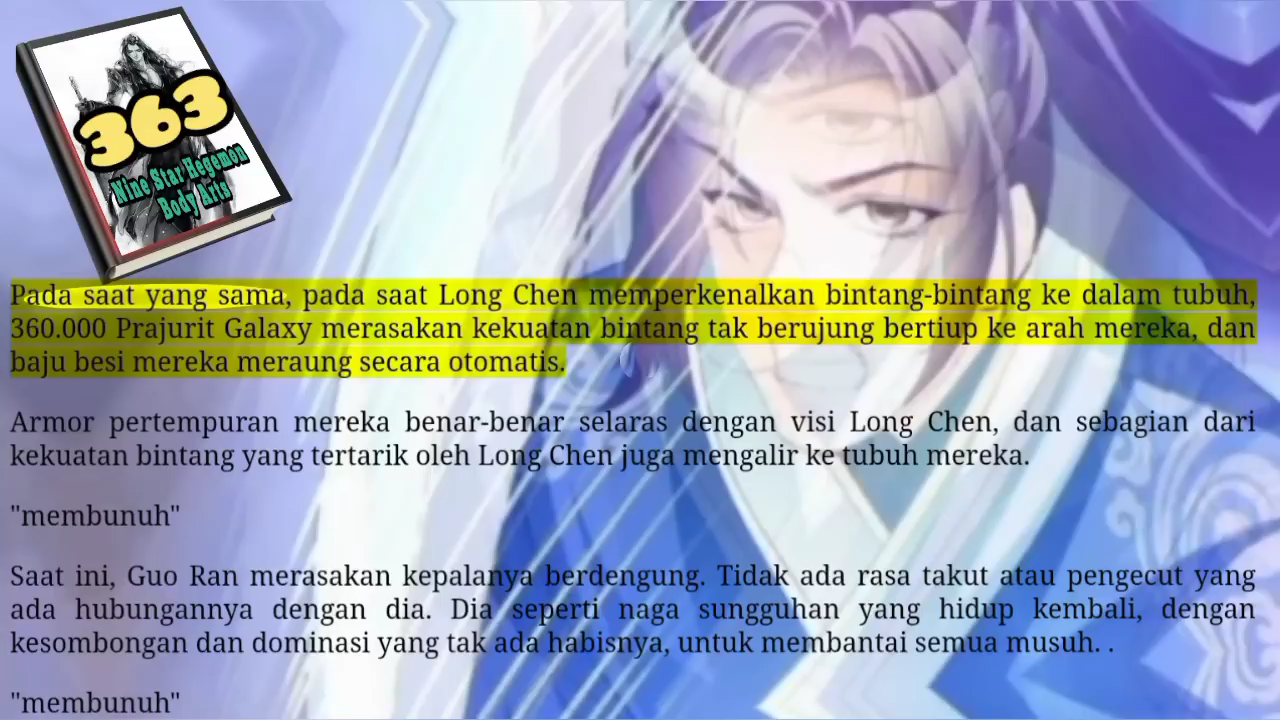 363
Nine Star Hegemon
Body Arts
Pada saat yang sama, pada saat Long Chen memperkenalkan bintang-bintang ke dalam tubuh,
360.000 Prajurit Galaxy merasakan kekuatan bintang tak berujung bertiup ke arah mereka, dan
baju besi mereka meraung secara otomatis.
Armor pertempuran mereka benar-benar selaras dengan visi Long Chen, dan sebagian dari
kekuatan bintang yang tertarik oleh Long Chen juga mengalir ke tubuh mereka.
"membunuh"
Saat ini, Guo Ran merasakan kepalanya berdengung. Tidak ada rasa takut atau pengecut yang
ada hubungannya dengan dia. Dia seperti naga sungguhan yang hidup kembali, dengan
kesombongan dan dominasi yang tak ada habisnya, untuk membantai semua musuh. .
"membunuh"